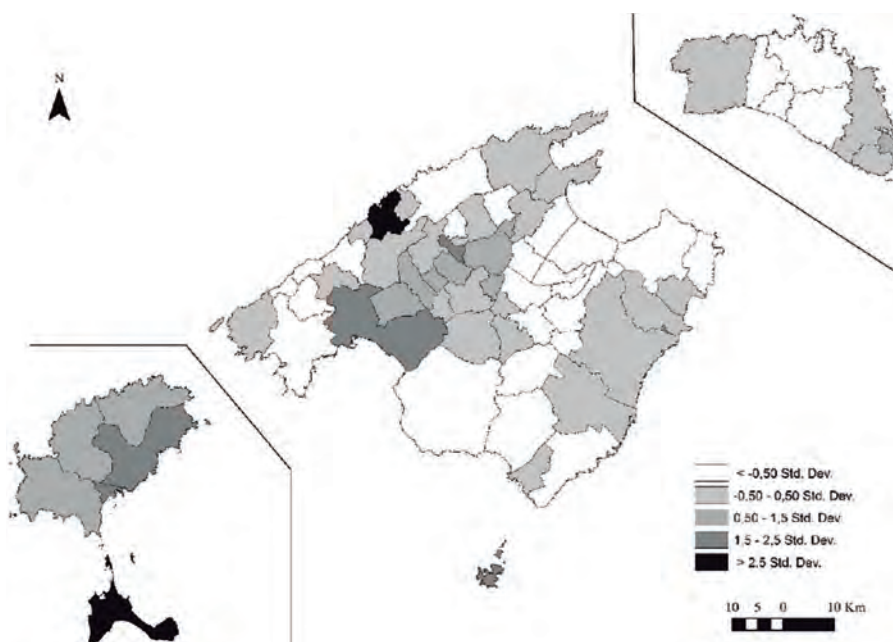 N
< -0,50 Std. Dev.
-0,50 - 0,50 Std. Dev.
0,50 - 1,5 Std. Dev.
1,5 - 2,5 Std. Dev.
> 2.5 Std. Dev.
10 5 0 10 Km